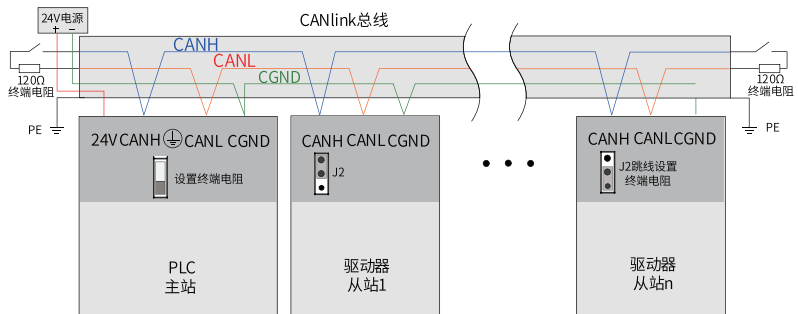 CANlink总线
24V电源
+ −
CANH
CANL
CGND
120Ω
终端电阻
120Ω
终端电阻
PE
PE
24V CANH CANL CGND
设置终端电阻
PLC
主站
CANH CANL CGND
J2
驱动器
从站1
CANH CANL CGND
J2跳线设置
终端电阻
驱动器
从站n